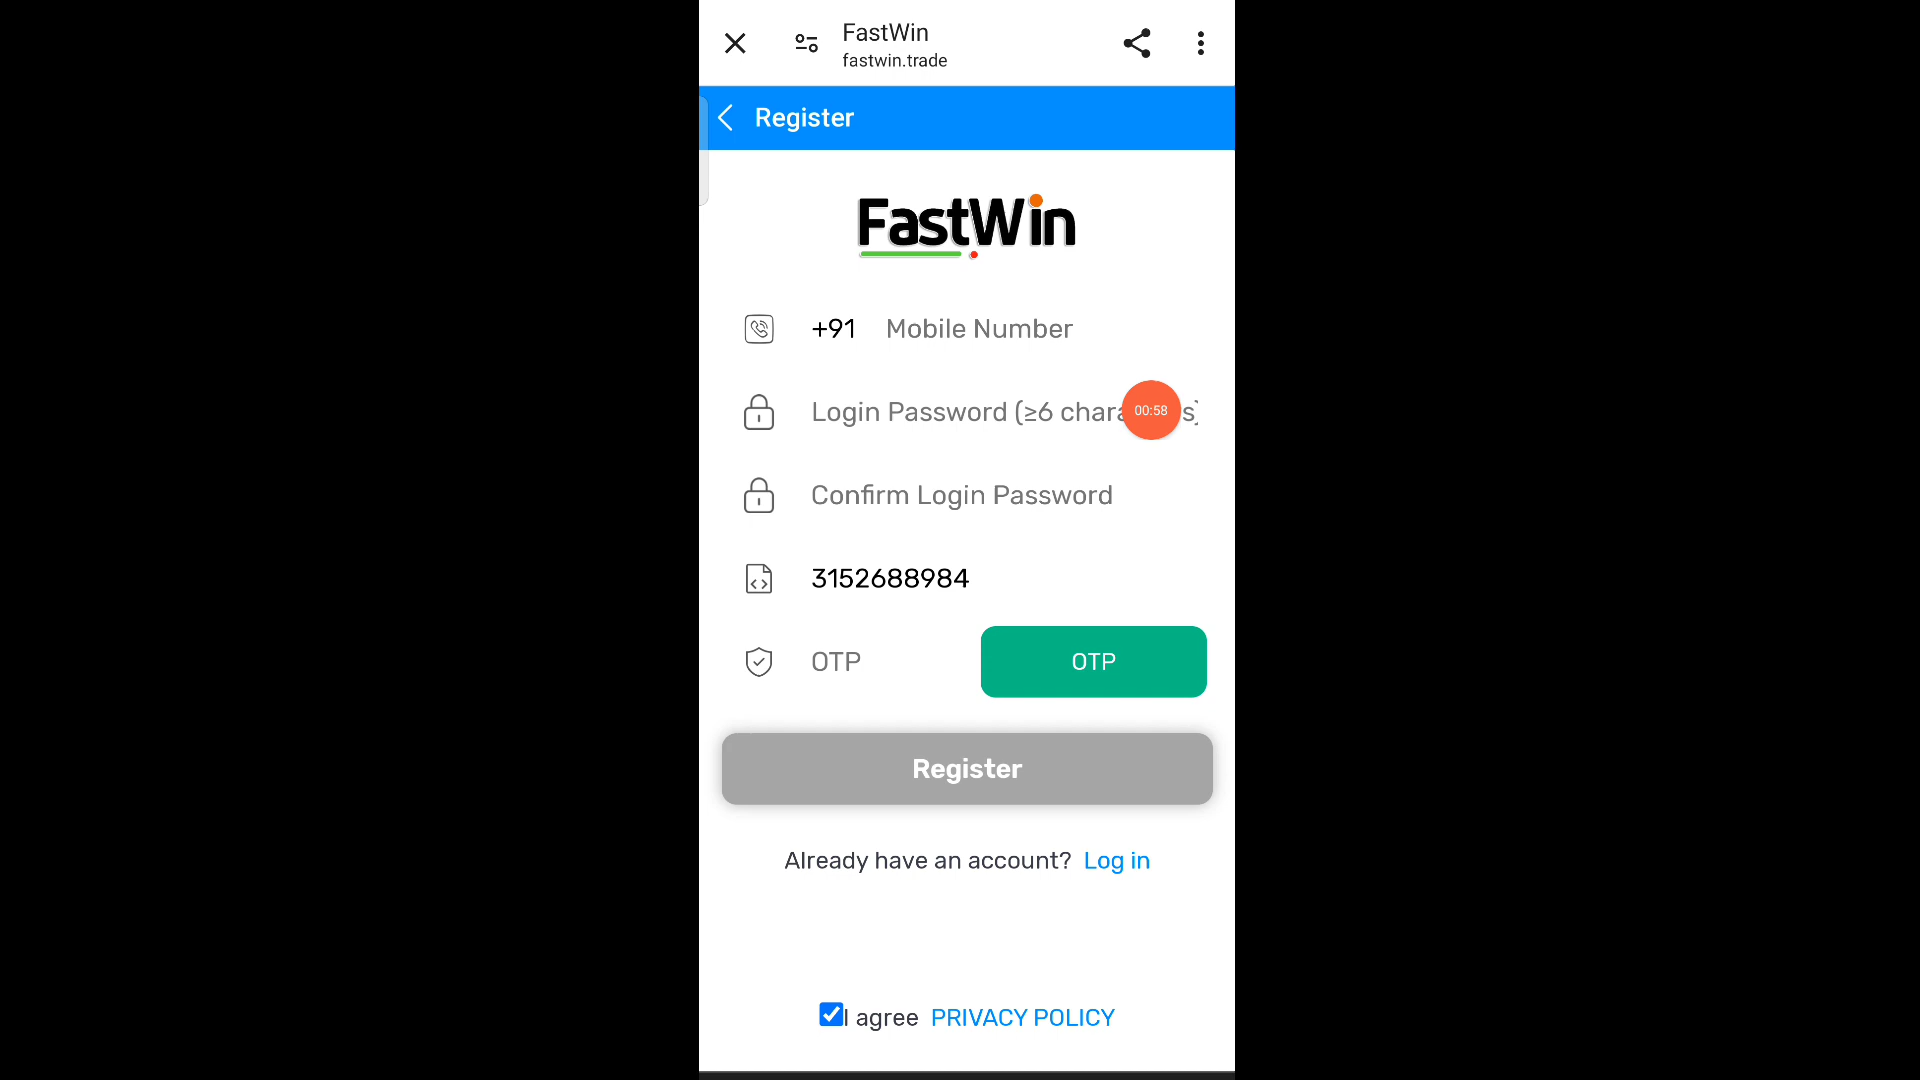 FastWin
fastwin.trade
Register
FastWin
+91 Mobile Number
Login Password (≥6 chara s)
00:58
Confirm Login Password
3152688984
OTP OTP
Register
Already have an account? Log in
I agree PRIVACY POLICY